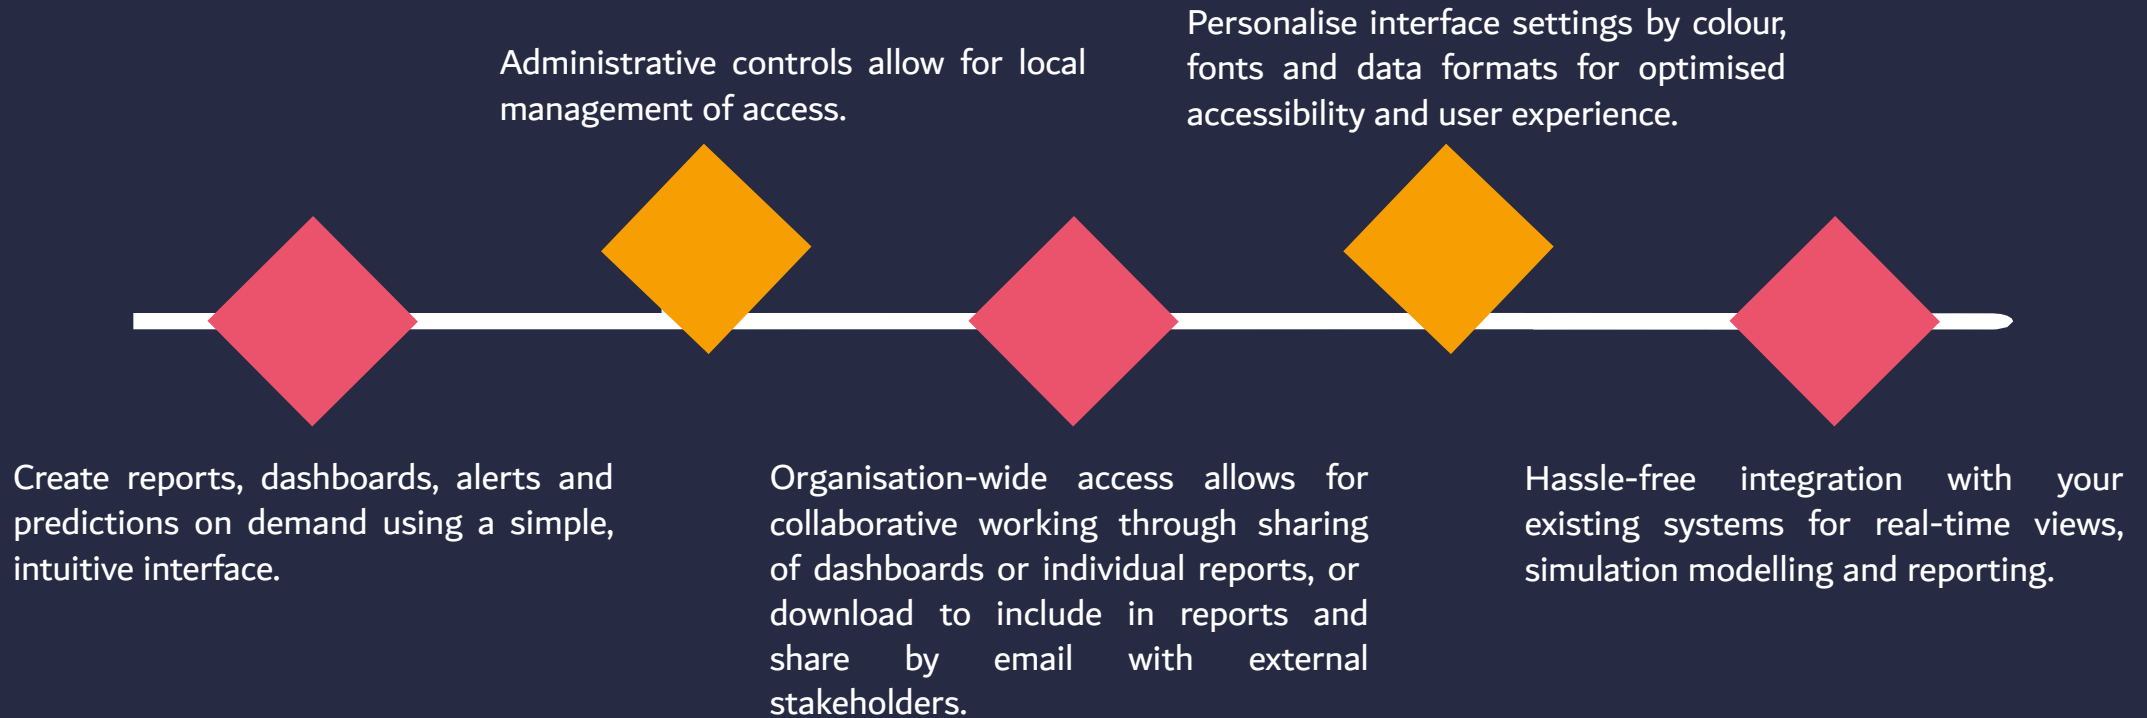 Administrative controls allow for local
management of access.
Personalise interface settings by colour,
fonts and data formats for optimised
accessibility and user experience.
Create reports, dashboards, alerts and
predictions on demand using a simple,
intuitive interface.
Organisation-wide access allows for
collaborative working through sharing
of dashboards or individual reports, or
download to include in reports and
share by email with external
stakeholders.
Hassle-free integration with your
existing systems for real-time views,
simulation modelling and reporting.